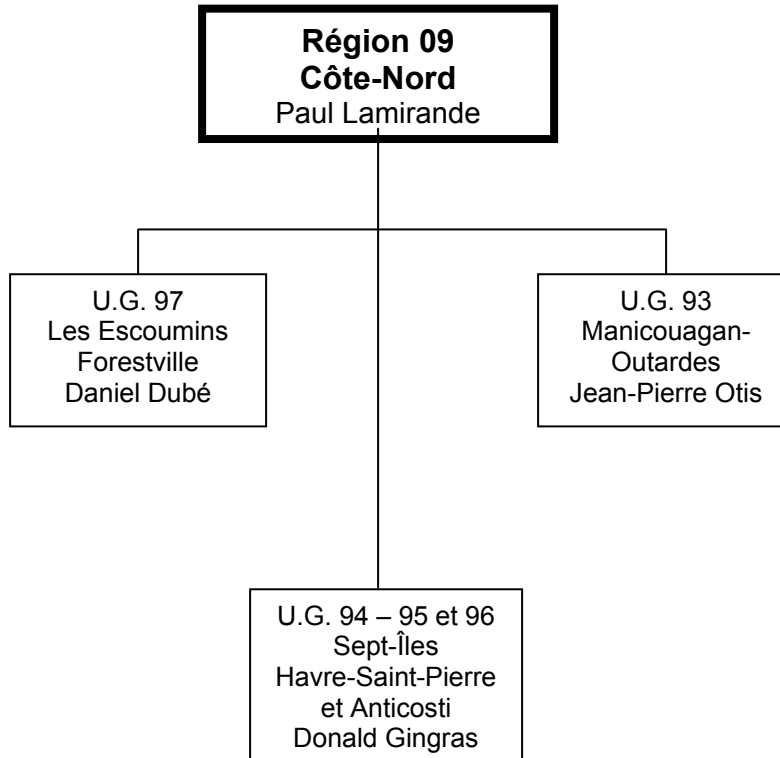 Région 09
Côte-Nord
Paul Lamirande
U.G. 97
Les Escoumins
Forestville
Daniel Dubé
U.G. 93
Manicouagan-
Outardes
Jean-Pierre Otis
U.G. 94 – 95 et 96
Sept-Îles
Havre-Saint-Pierre
et Anticosti
Donald Gingras